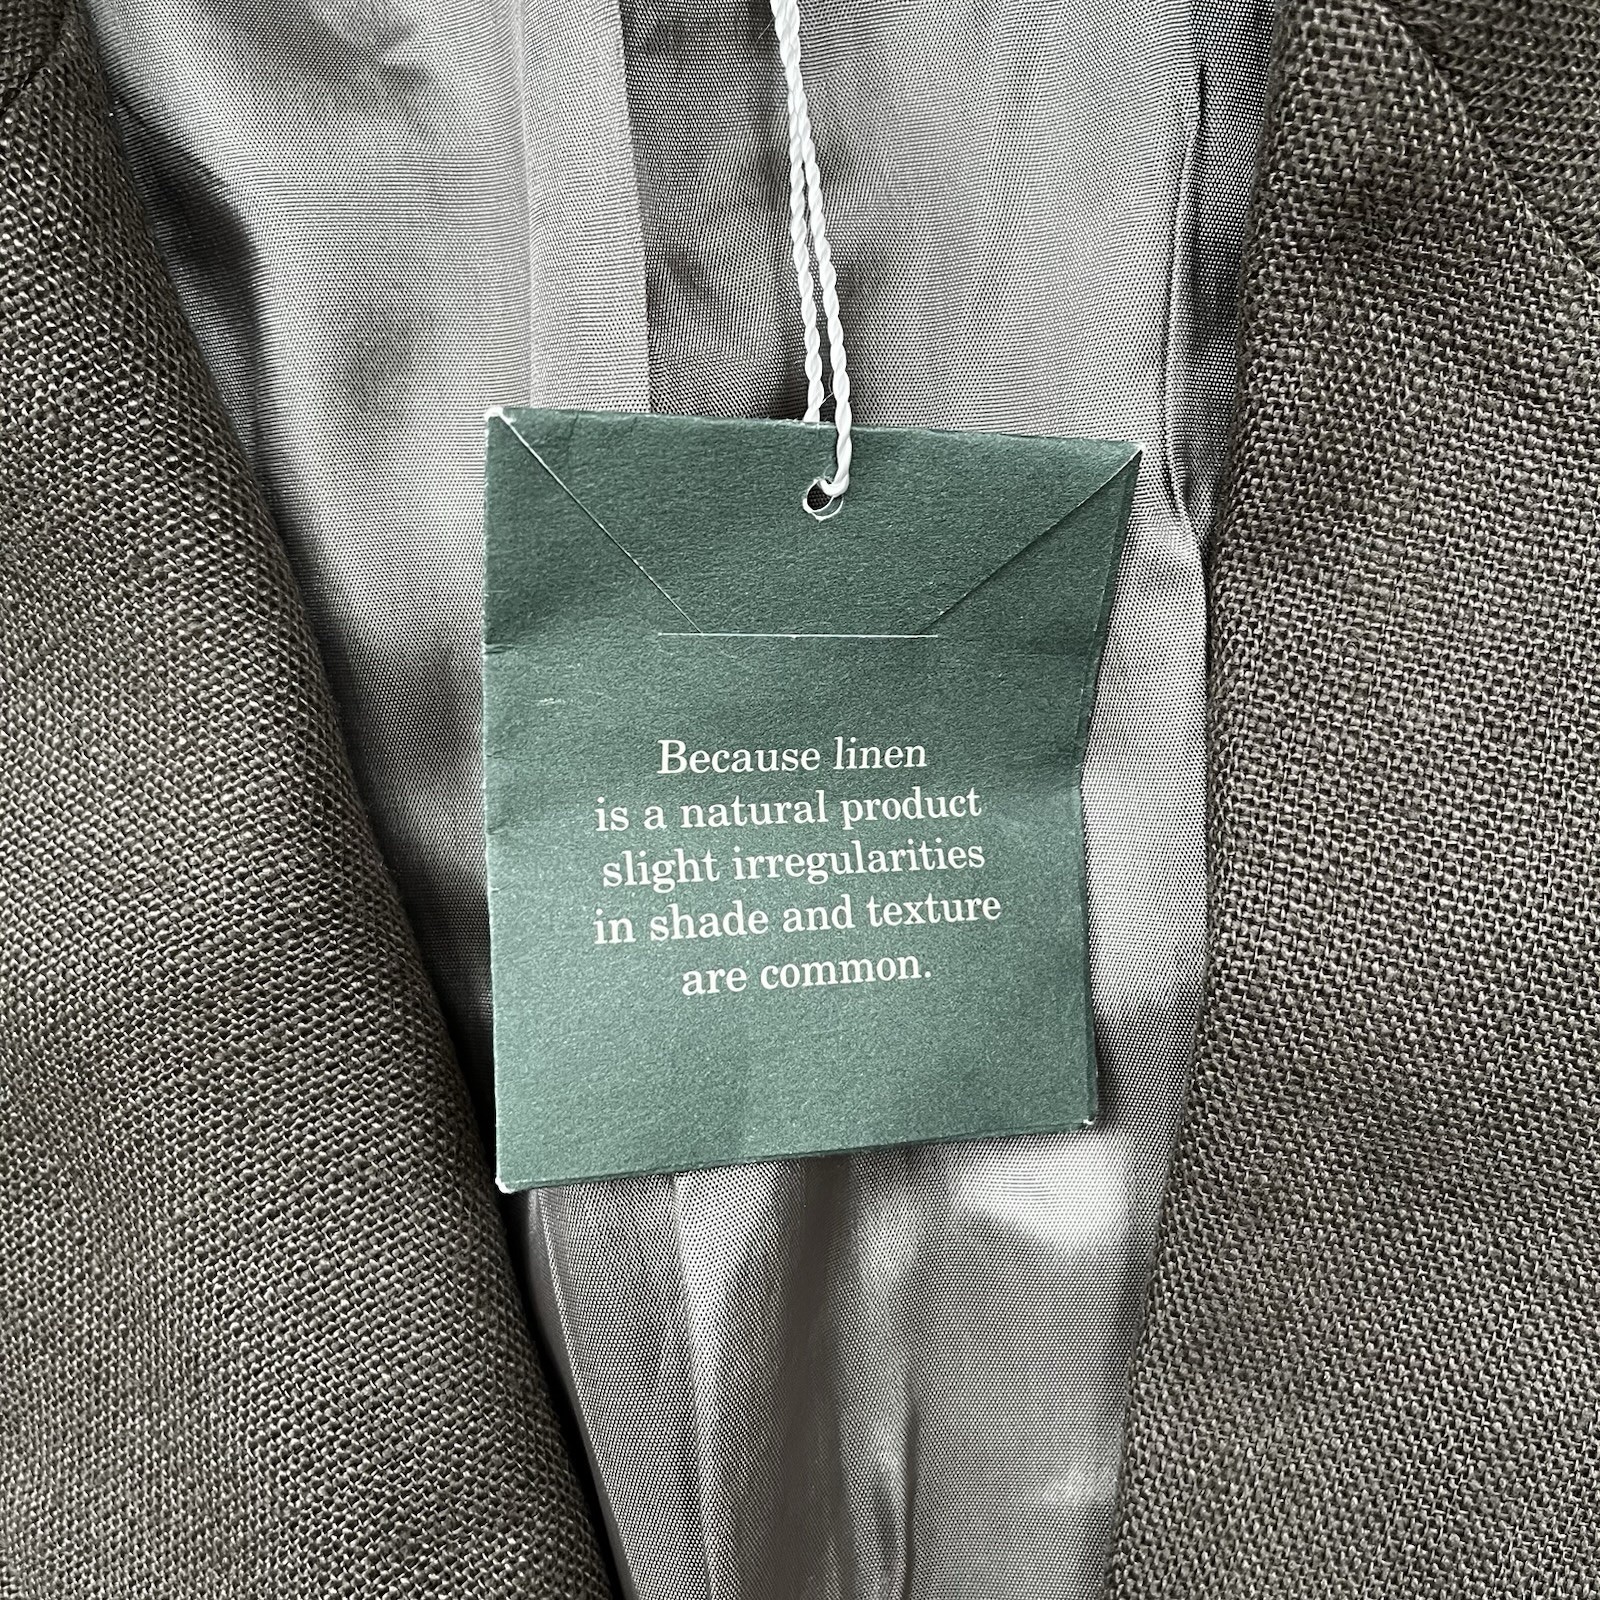 Because linen
is a natural product
slight irregularities
in shade and texture
are common.